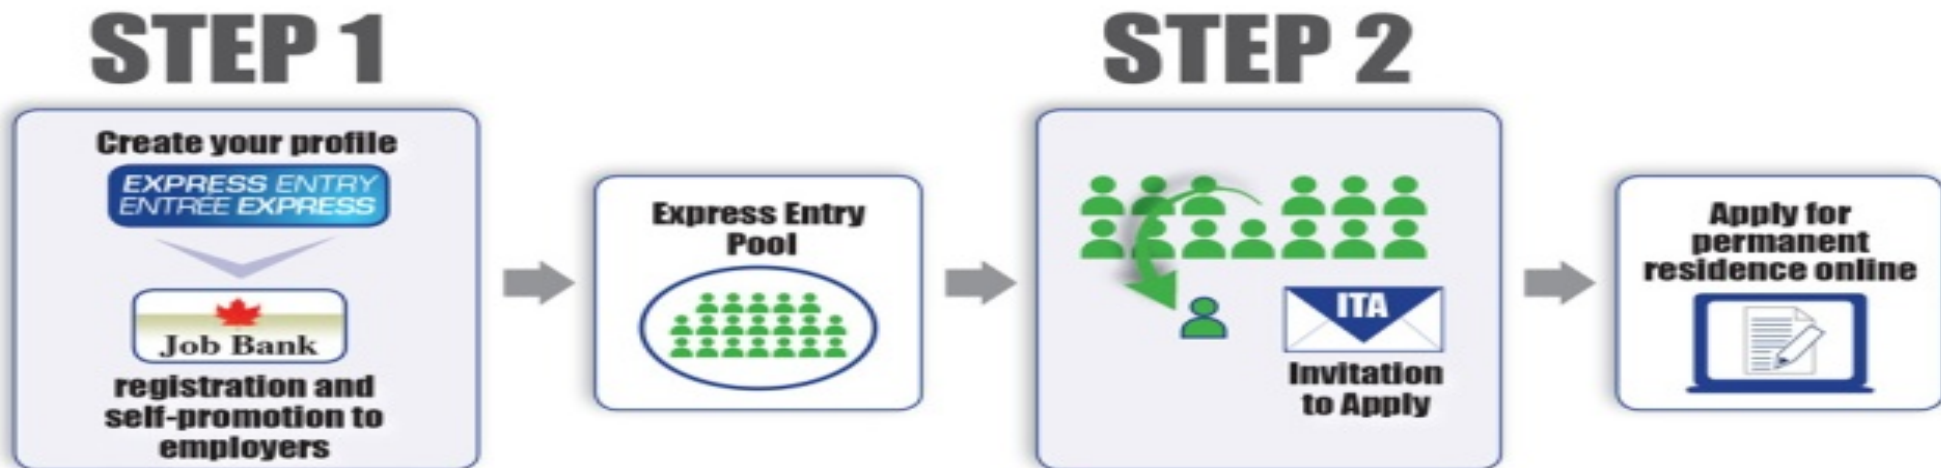 STEP 1
Create your profile
EXPRESS ENTRY
ENTRÉE EXPRESS
Job Bank
registration and
self-promotion to
employers
Express Entry
Pool
STEP 2
ITA
Invitation
to Apply
Apply for
permanent
residence online